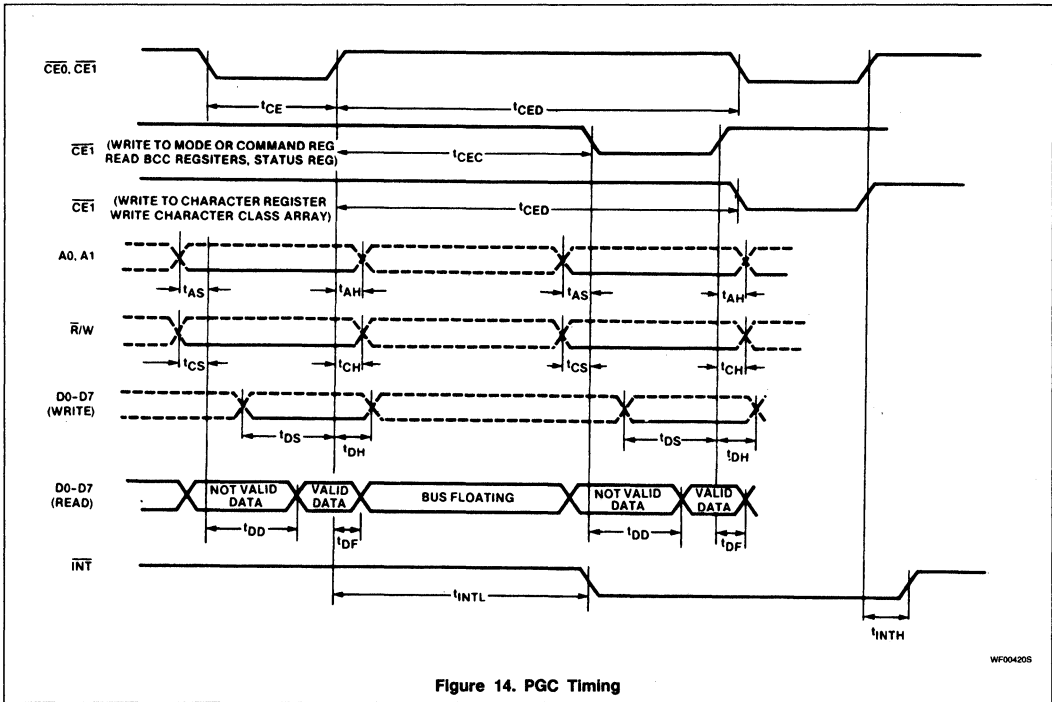 CE0, CE1
tCE
tCED
CE1 (WRITE TO MODE OR COMMAND REG
READ BCC REGSITERS, STATUS REG)
tCEC
CE1 (WRITE TO CHARACTER REGISTER
WRITE CHARACTER CLASS ARRAY)
tCED
A0, A1
tAS
tAH
tAS
tAH
R/W
tCS
tCH
tCS
tCH
D0-D7
(WRITE)
tDS
tDH
tDS
tDH
D0-D7
(READ)
NOT VALID
DATA
VALID
DATA
BUS FLOATING
NOT VALID
DATA
VALID
DATA
tDD
tDF
tDD
tDF
INT
tINTL
tINTH
WF00420S
Figure 14. PGC Timing